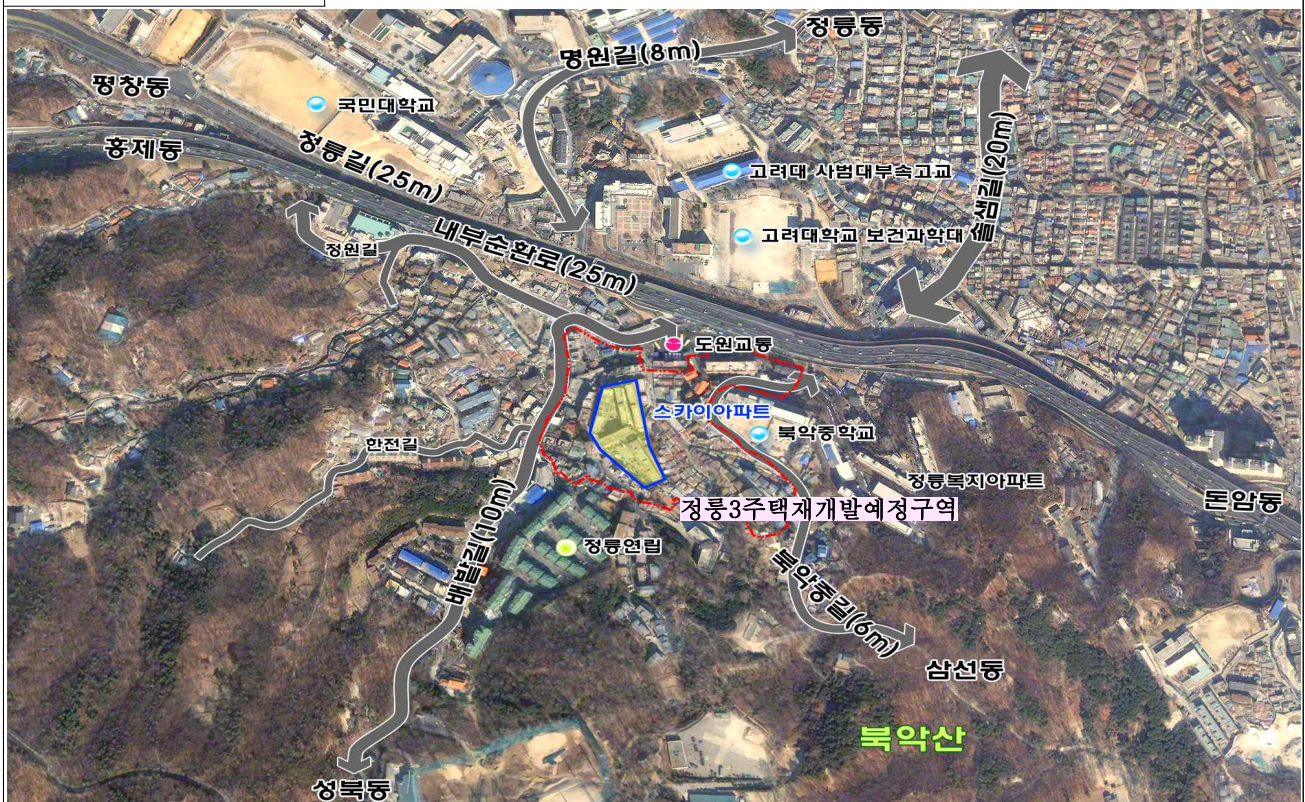 정릉동
명원길(8m)
평창동
국민대학교
홍제동
정릉길(25m)
솔샘길(20m)
고려대 사범대부속고교
고려대학교 보건과학대
정원길
내부순환로(25m)
도원교통
스카이아파트
북악중학교
한전길
정릉복지아파트
돈암동
정릉3주택재개발예정구역
배밭길(10m)
정릉연립
북악중길(6m)
삼선동
북악산
성북동